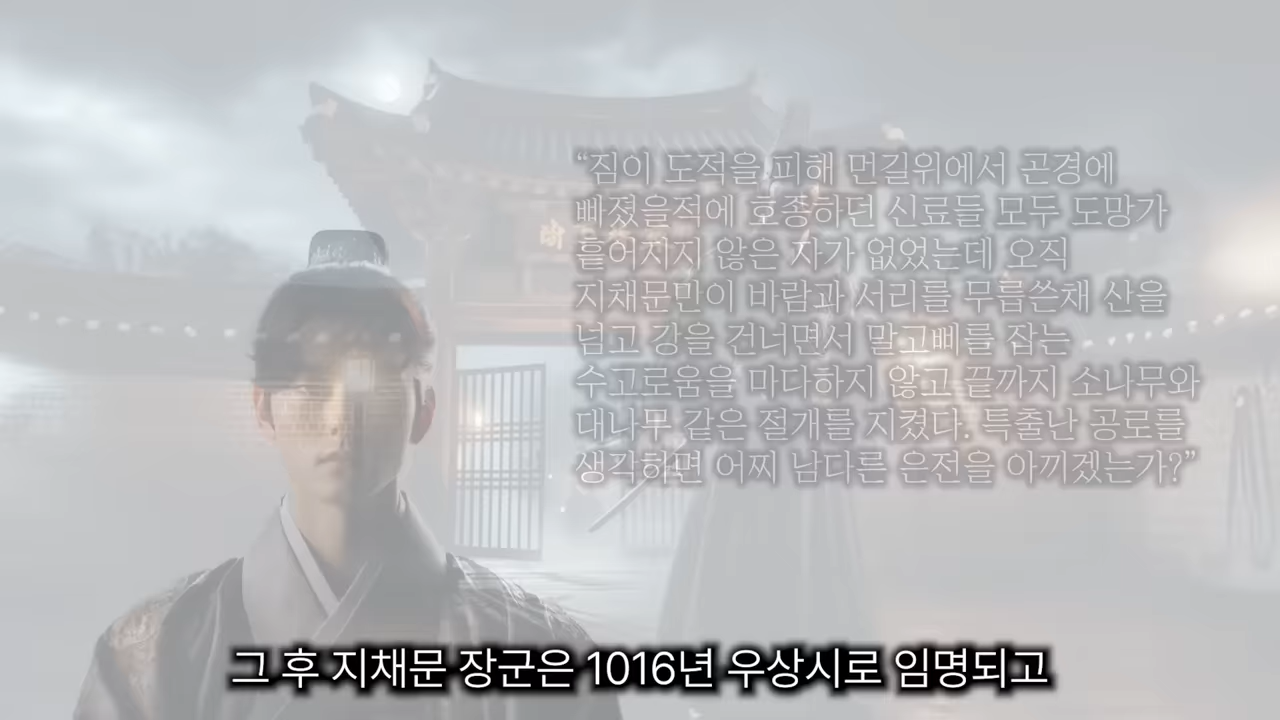 “짐이 도적을 피해 먼길위에서 곤경에
빠졌을적에 호종하던 신료들 모두 도망가
흩어지지 않은 자가 없었는데 오직
지채문만이 바람과 서리를 무릅쓴채 산을
넘고 강을 건너면서 말고삐를 잡는
수고로움을 마다하지 않고 끝까지 소나무와
대나무 같은 절개를 지켰다. 특출난 공로를
생각하면 어찌 남다른 은전을 아끼겠는가?”
그 후 지채문 장군은 1016년 우상시로 임명되고